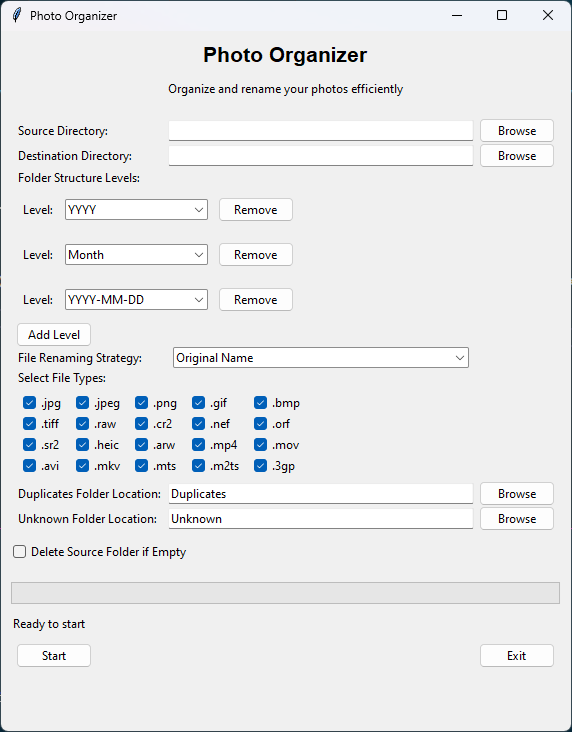 Photo Organizer
Photo Organizer
Organize and rename your photos efficiently
Source Directory: Browse
Destination Directory: Browse
Folder Structure Levels:
Level: YYYY Remove
Level: Month Remove
Level: YYYY-MM-DD Remove
Add Level
File Renaming Strategy: Original Name
Select File Types:
.jpg .jpeg .png .gif .bmp
.tiff .raw .cr2 .nef .orf
.sr2 .heic .arw .mp4 .mov
.avi .mkv .mts .m2ts .3gp
Duplicates Folder Location: Duplicates Browse
Unknown Folder Location: Unknown Browse
Delete Source Folder if Empty
Ready to start
Start Exit